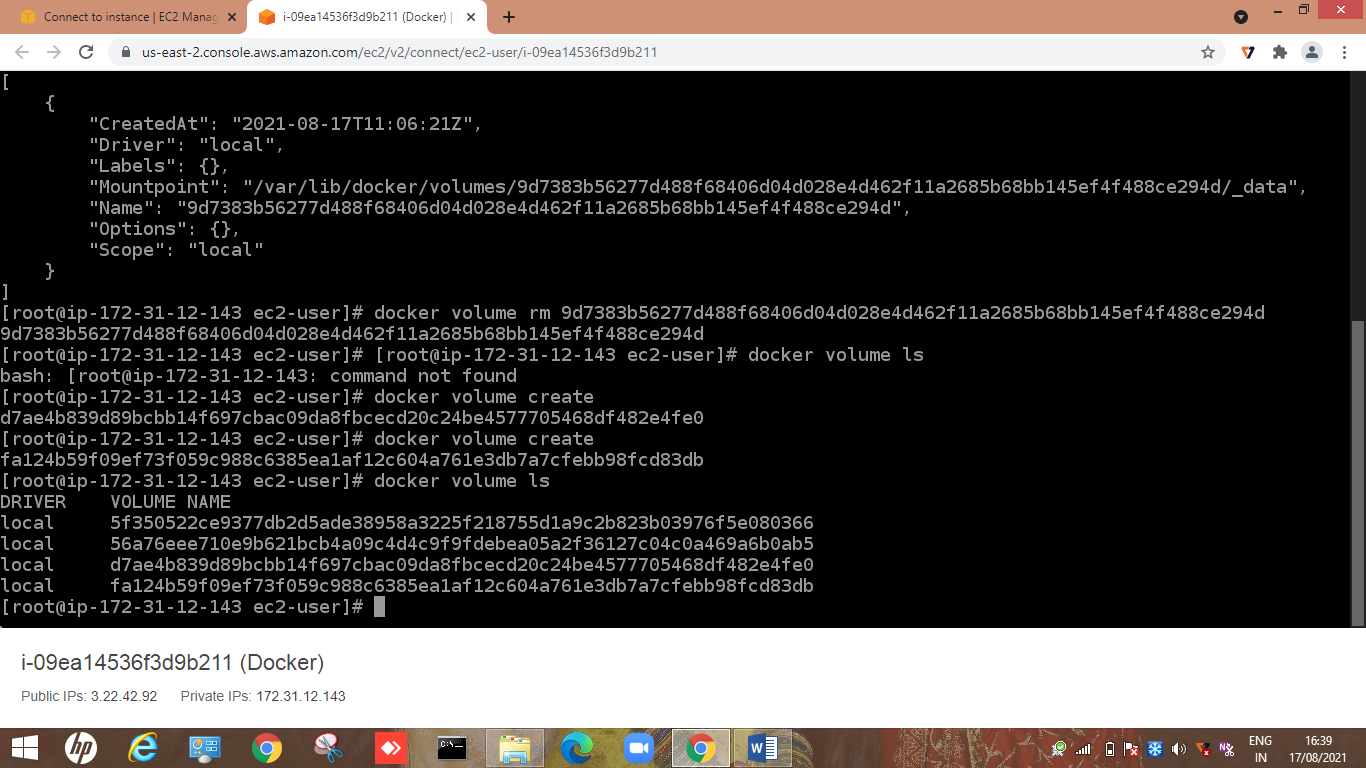 Connect to instance | EC2 Manag
i-09ea14536f3d9b211 (Docker) |
us-east-2.console.aws.amazon.com/ec2/v2/connect/ec2-user/i-09ea14536f3d9b211
[
    {
        "CreatedAt": "2021-08-17T11:06:21Z",
        "Driver": "local",
        "Labels": {},
        "Mountpoint": "/var/lib/docker/volumes/9d7383b56277d488f68406d04d028e4d462f11a2685b68bb145ef4f488ce294d/_data",
        "Name": "9d7383b56277d488f68406d04d028e4d462f11a2685b68bb145ef4f488ce294d",
        "Options": {},
        "Scope": "local"
    }
]
[root@ip-172-31-12-143 ec2-user]# docker volume rm 9d7383b56277d488f68406d04d028e4d462f11a2685b68bb145ef4f488ce294d
9d7383b56277d488f68406d04d028e4d462f11a2685b68bb145ef4f488ce294d
[root@ip-172-31-12-143 ec2-user]# [root@ip-172-31-12-143 ec2-user]# docker volume ls
bash: [root@ip-172-31-12-143: command not found
[root@ip-172-31-12-143 ec2-user]# docker volume create
d7ae4b839d89bcbb14f697cbac09da8fbcecd20c24be4577705468df482e4fe0
[root@ip-172-31-12-143 ec2-user]# docker volume create
fa124b59f09ef73f059c988c6385ea1af12c604a761e3db7a7cfebb98fcd83db
[root@ip-172-31-12-143 ec2-user]# docker volume ls
DRIVER    VOLUME NAME
local     5f350522ce9377db2d5ade38958a3225f218755d1a9c2b823b03976f5e080366
local     56a76eee710e9b621bcb4a09c4d4c9f9fdebea05a2f36127c04c0a469a6b0ab5
local     d7ae4b839d89bcbb14f697cbac09da8fbcecd20c24be4577705468df482e4fe0
local     fa124b59f09ef73f059c988c6385ea1af12c604a761e3db7a7cfebb98fcd83db
[root@ip-172-31-12-143 ec2-user]#
i-09ea14536f3d9b211 (Docker)
Public IPs: 3.22.42.92 Private IPs: 172.31.12.143
ENG 16:39
IN 17/08/2021